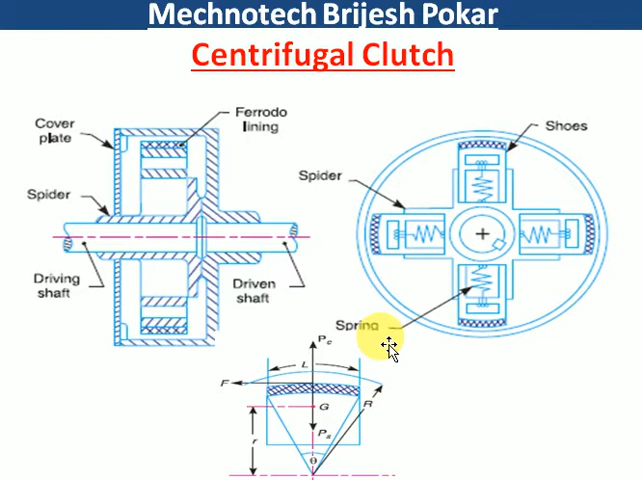 Mechnotech Brijesh Pokar
Centrifugal Clutch
Cover
plate
Ferrodo
lining
Spider
Driving
shaft
Driven
shaft
Shoes
Spider
Spring
Pc
L
F
G
R
r
Ps
θ